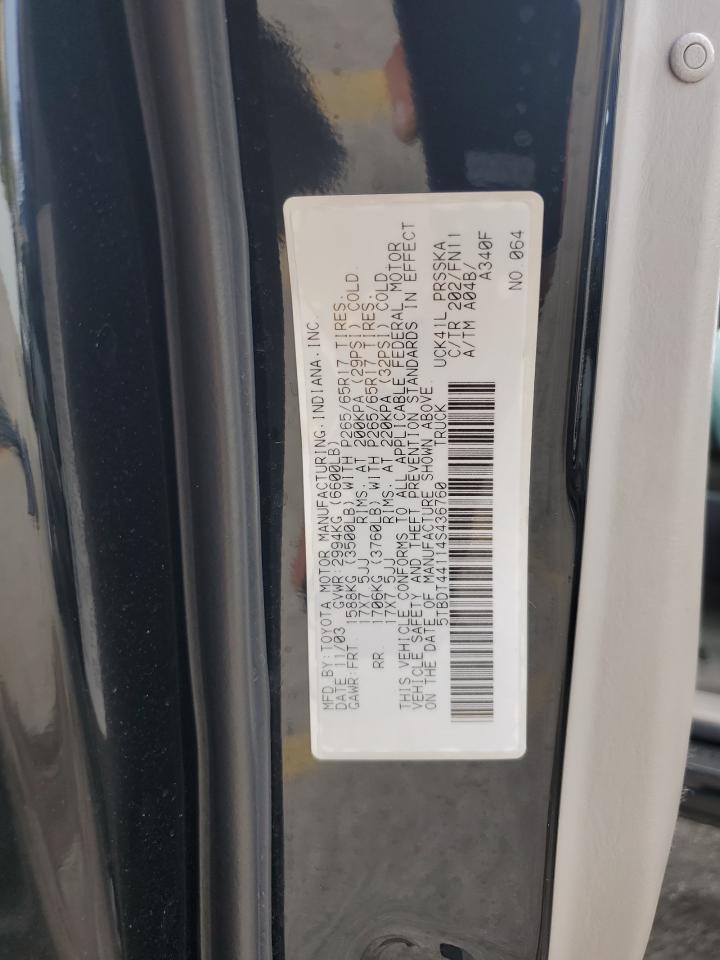 MFD BY:TOYOTA MOTOR MANUFACTURING,INDIANA,INC.
DATE 11/03 GVWR:2994KG (6600LB)
GAWR:FRT. 1588KG (3500LB) WITH P265/65R17 TIRES.
17X7.5JJ RIMS. AT 200KPA (29PSI) COLD.
RR. 1706KG (3760LB) WITH P265/65R17 TIRES.
17X7.5JJ RIMS. AT 220KPA (32PSI) COLD.
THIS VEHICLE CONFORMS TO ALL APPLICABLE FEDERAL MOTOR
VEHICLE SAFETY AND THEFT PREVENTION STANDARDS IN EFFECT
ON THE DATE OF MANUFACTURE SHOWN ABOVE.
5TBDT44114S436760 TRUCK UCK41L PRSSKA
C/TR 202/FN11
A/TM A04B/
A340F
NO.064